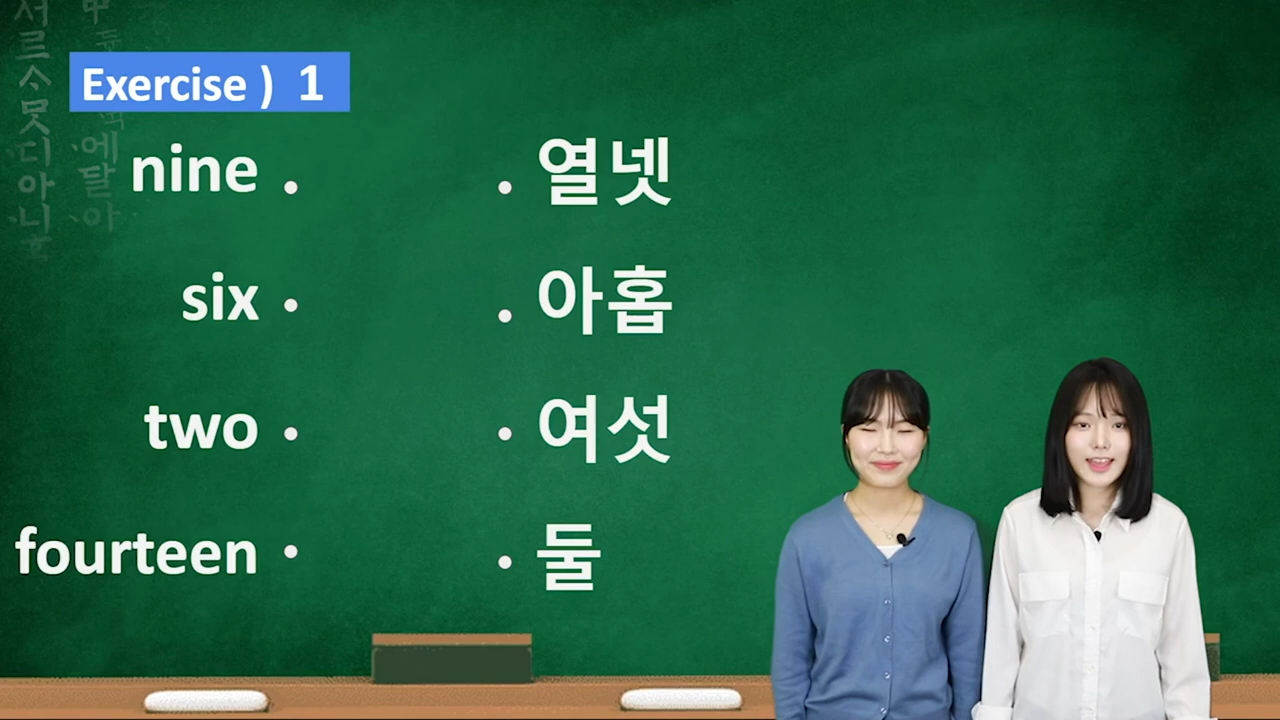 Exercise ) 1
nine • • 열넷
six • • 아홉
two • • 여섯
fourteen • • 둘